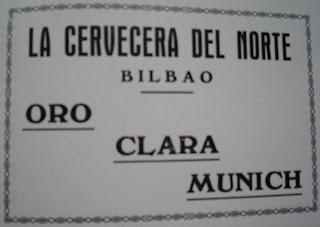 LA CERVECERA DEL NORTE
BILBAO
ORO
CLARA
MUNICH